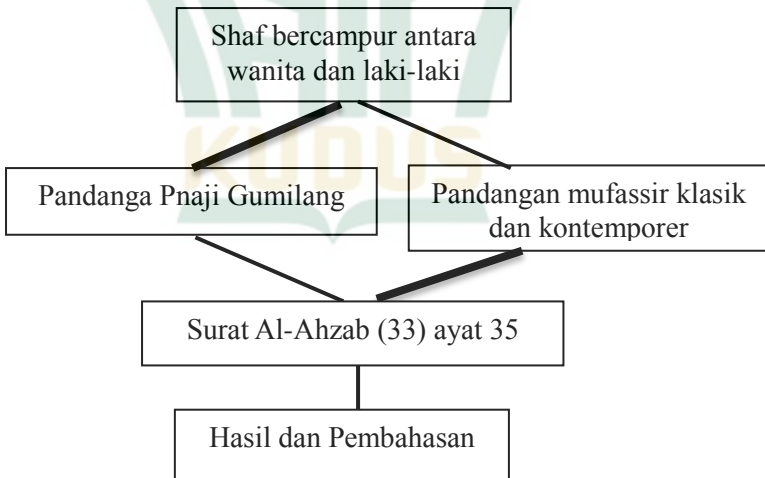 Shaf bercampur antara
wanita dan laki-laki
KUDUS
Pandanga Pnaji Gumilang
Pandangan mufassir klasik
dan kontemporer
Surat Al-Ahzab (33) ayat 35
Hasil dan Pembahasan